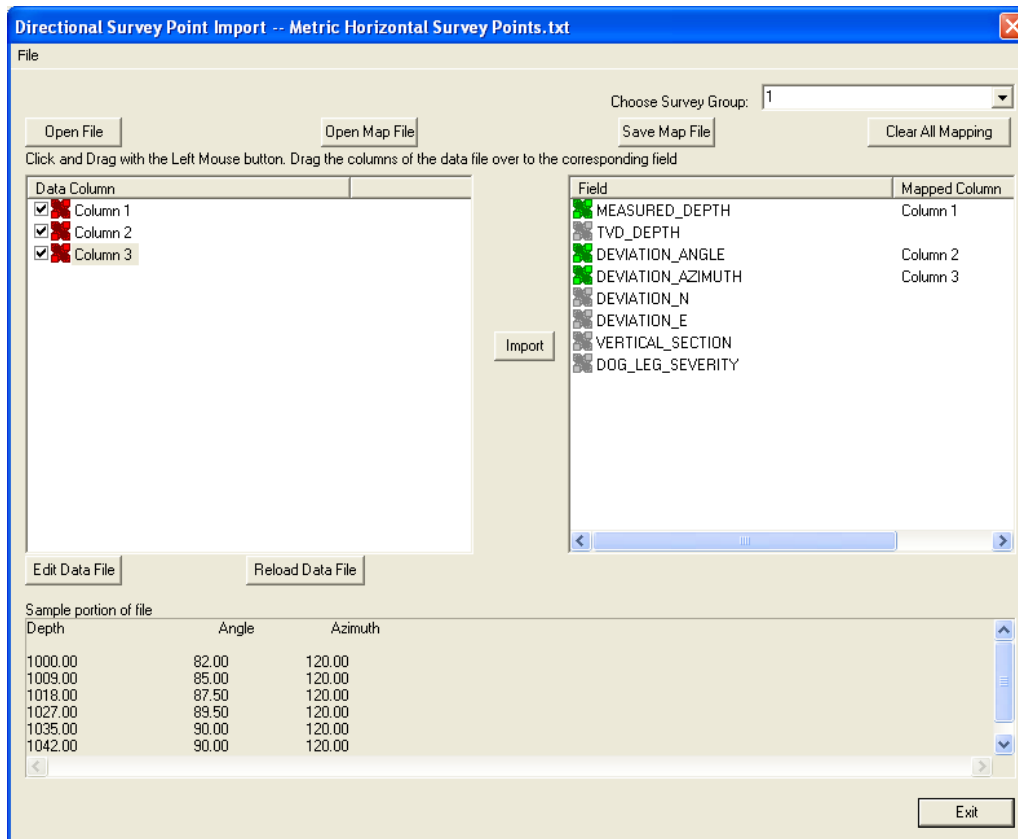 Directional Survey Point Import -- Metric Horizontal Survey Points.txt
File
Choose Survey Group: 1
Open File Open Map File Save Map File Clear All Mapping
Click and Drag with the Left Mouse button. Drag the columns of the data file over to the corresponding field
Data Column
Column 1
Column 2
Column 3
Import
Field Mapped Column
MEASURED_DEPTH Column 1
TVD_DEPTH
DEVIATION_ANGLE Column 2
DEVIATION_AZIMUTH Column 3
DEVIATION_N
DEVIATION_E
VERTICAL_SECTION
DOG_LEG_SEVERITY
Edit Data File Reload Data File
Sample portion of file
Depth Angle Azimuth
1000.00 82.00 120.00
1009.00 85.00 120.00
1018.00 87.50 120.00
1027.00 89.50 120.00
1035.00 90.00 120.00
1042.00 90.00 120.00
Exit